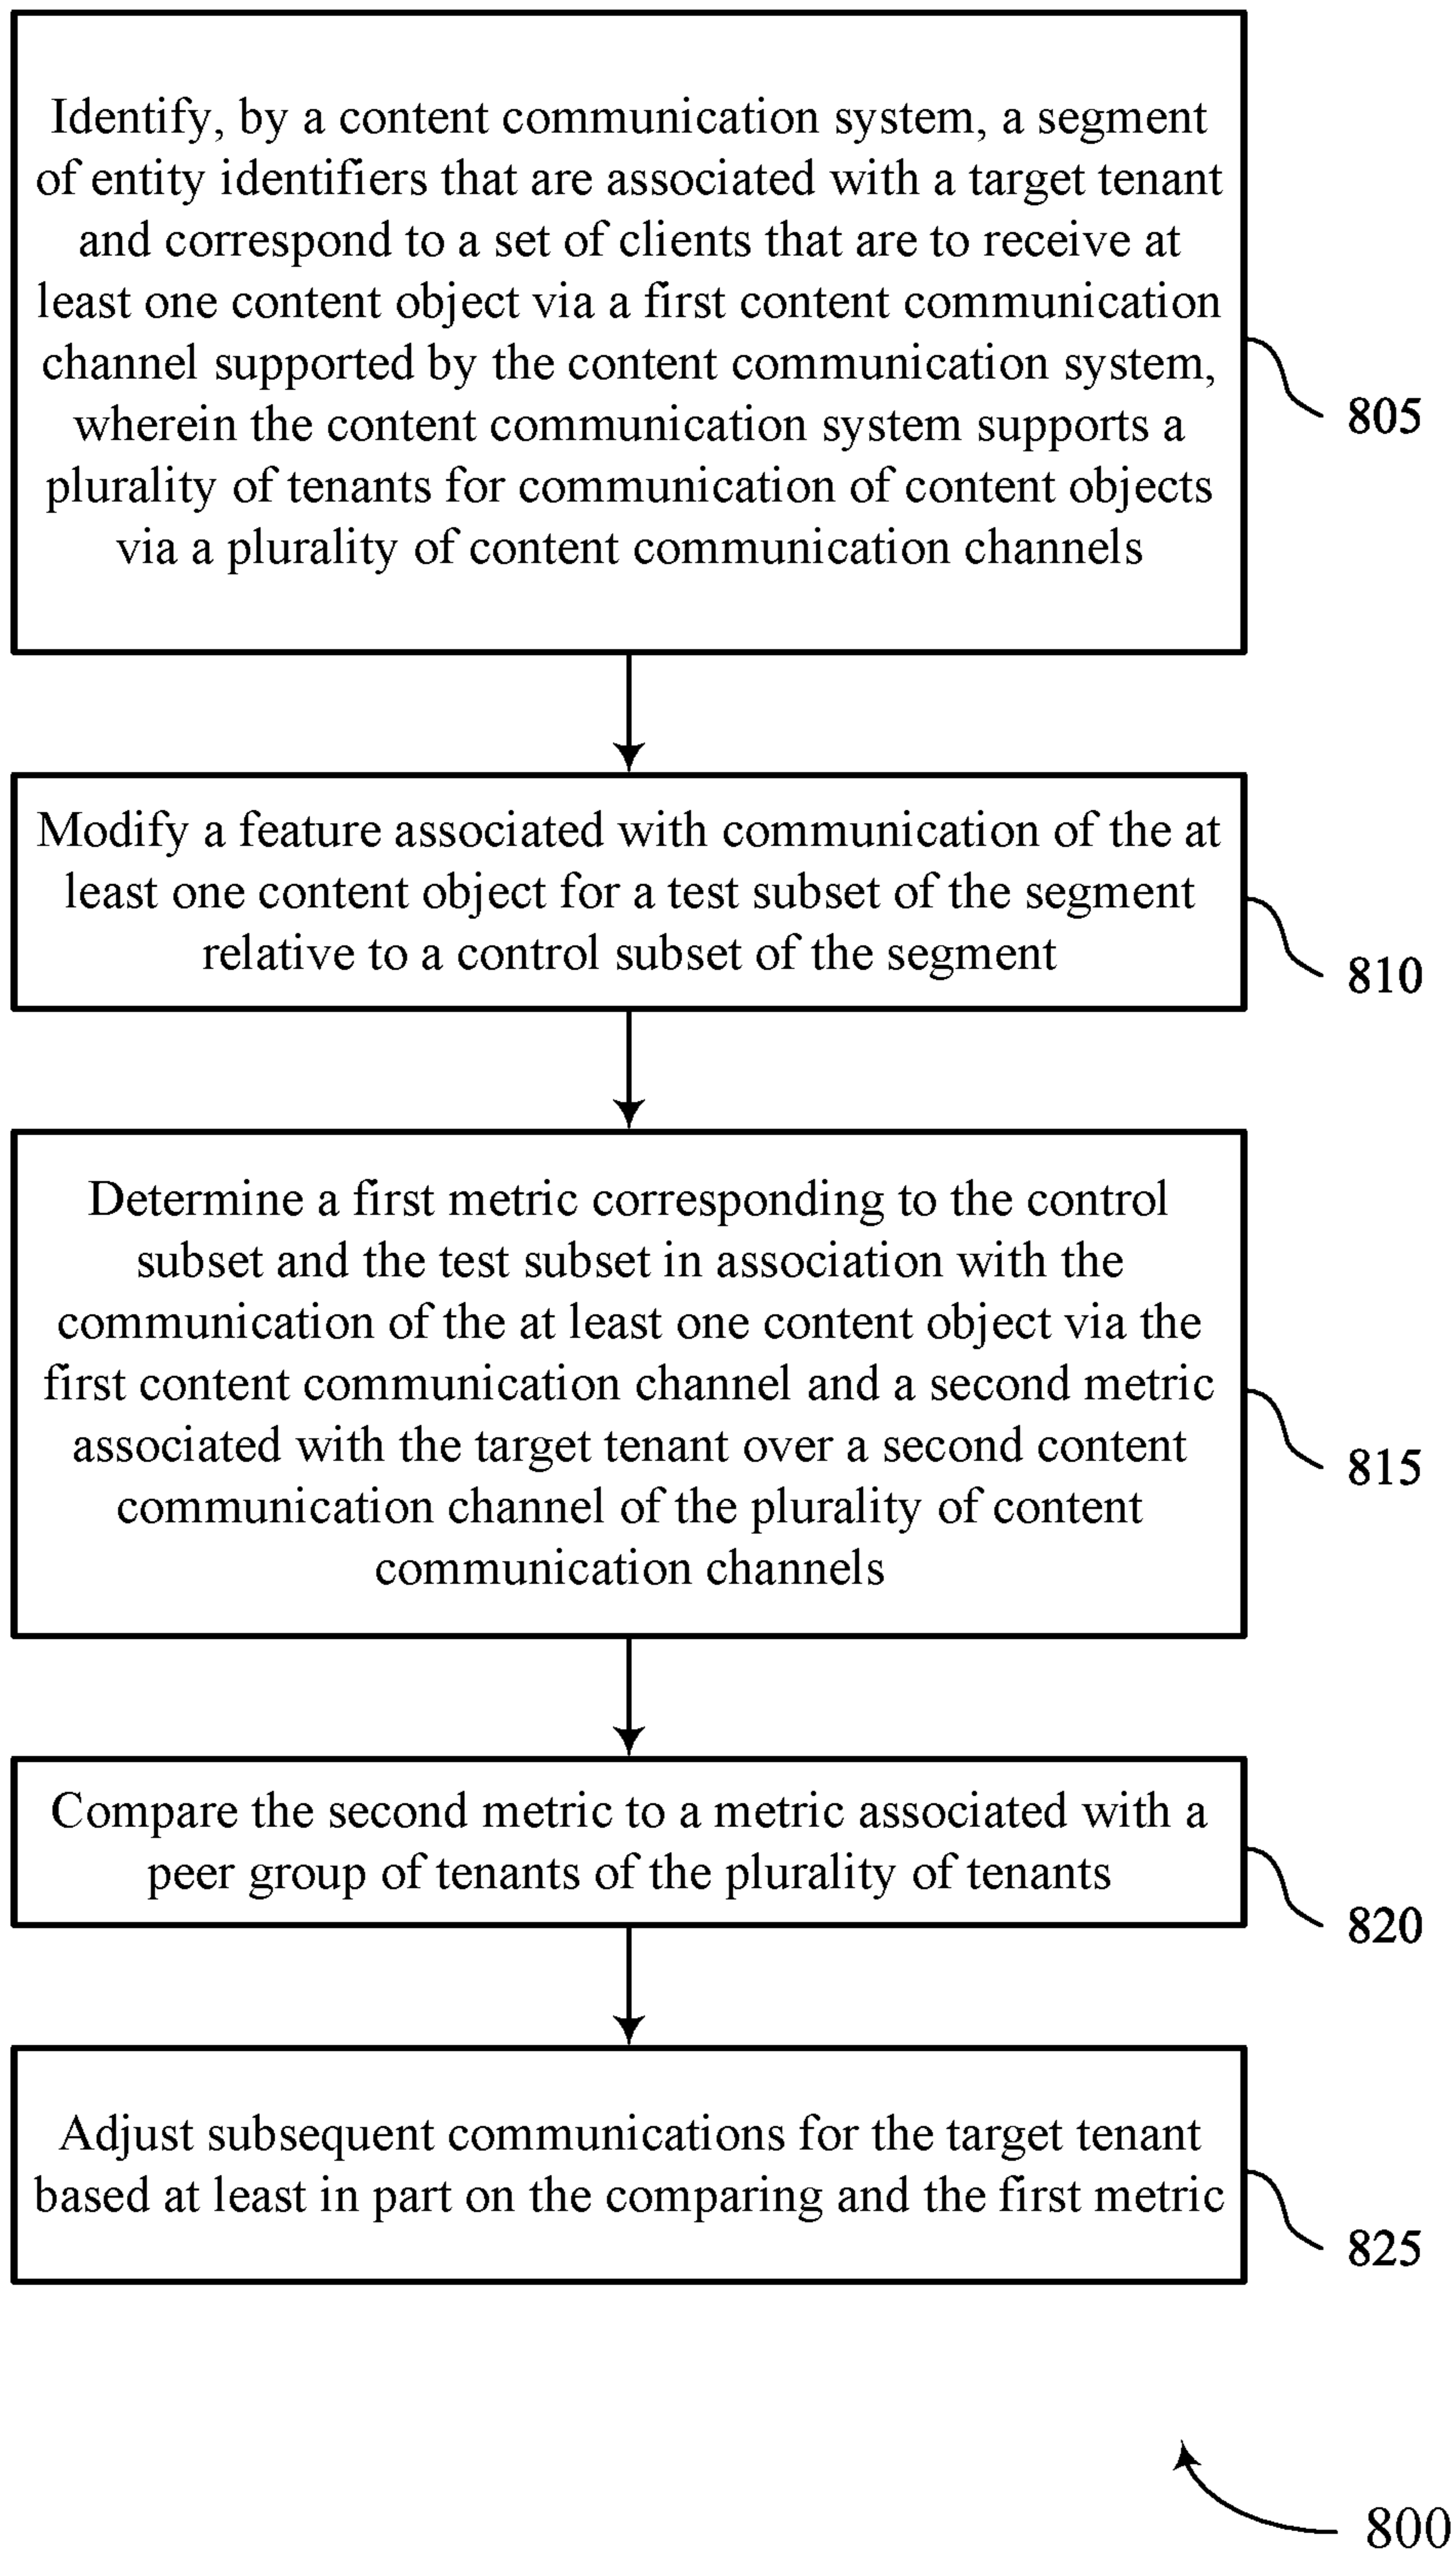 Identify, by a content communication system, a segment
of entity identifiers that are associated with a target tenant
and correspond to a set of clients that are to receive at
least one content object via a first content communication
channel supported by the content communication system,
wherein the content communication system supports a
plurality of tenants for communication of content objects
via a plurality of content communication channels
805
Modify a feature associated with communication of the at
least one content object for a test subset of the segment
relative to a control subset of the segment
810
Determine a first metric corresponding to the control
subset and the test subset in association with the
communication of the at least one content object via the
first content communication channel and a second metric
associated with the target tenant over a second content
communication channel of the plurality of content
communication channels
815
Compare the second metric to a metric associated with a
peer group of tenants of the plurality of tenants
820
Adjust subsequent communications for the target tenant
based at least in part on the comparing and the first metric
825
800